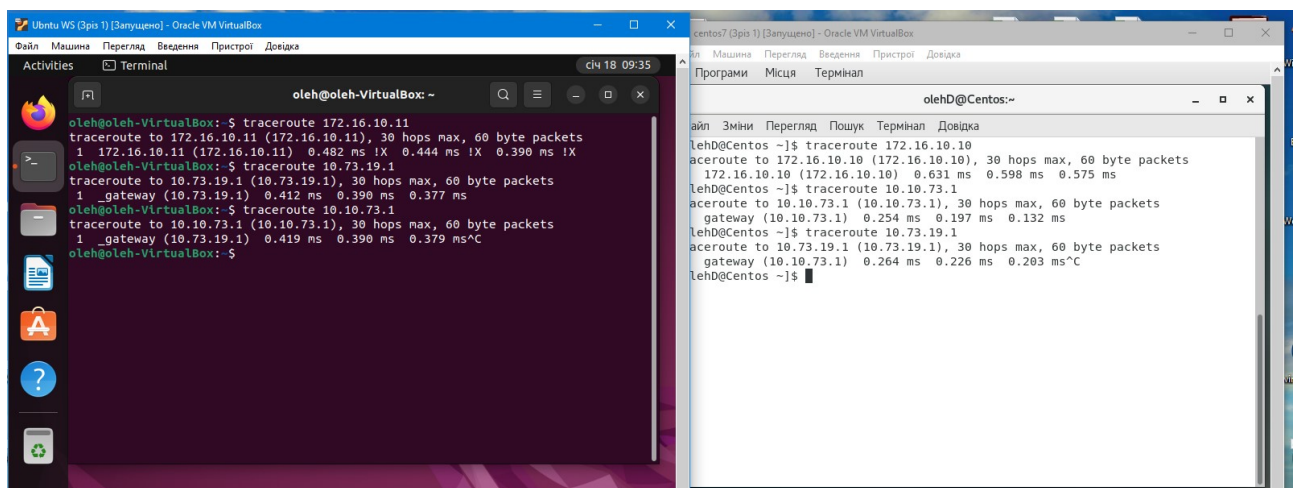 Ubntu WS (Зріз 1) [Запущено] - Oracle VM VirtualBox
Файл Машина Перегляд Введення Пристрої Довідка
Activities Terminal січ 18 09:35
oleh@oleh-VirtualBox: ~
oleh@oleh-VirtualBox:~$ traceroute 172.16.10.11
traceroute to 172.16.10.11 (172.16.10.11), 30 hops max, 60 byte packets
1 172.16.10.11 (172.16.10.11) 0.482 ms !X 0.444 ms !X 0.390 ms !X
oleh@oleh-VirtualBox:~$ traceroute 10.73.19.1
traceroute to 10.73.19.1 (10.73.19.1), 30 hops max, 60 byte packets
1 _gateway (10.73.19.1) 0.412 ms 0.390 ms 0.377 ms
oleh@oleh-VirtualBox:~$ traceroute 10.10.73.1
traceroute to 10.10.73.1 (10.10.73.1), 30 hops max, 60 byte packets
1 _gateway (10.73.19.1) 0.419 ms 0.390 ms 0.379 ms^C
oleh@oleh-VirtualBox:~$
centos7 (Зріз 1) [Запущено] - Oracle VM VirtualBox
йл Машина Перегляд Введення Пристрої Довідка
Програми Місця Термінал
olehD@Centos:~
айл Зміни Перегляд Пошук Термінал Довідка
lehD@Centos ~]$ traceroute 172.16.10.10
aceroute to 172.16.10.10 (172.16.10.10), 30 hops max, 60 byte packets
172.16.10.10 (172.16.10.10) 0.631 ms 0.598 ms 0.575 ms
lehD@Centos ~]$ traceroute 10.10.73.1
aceroute to 10.10.73.1 (10.10.73.1), 30 hops max, 60 byte packets
gateway (10.10.73.1) 0.254 ms 0.197 ms 0.132 ms
lehD@Centos ~]$ traceroute 10.73.19.1
aceroute to 10.73.19.1 (10.73.19.1), 30 hops max, 60 byte packets
gateway (10.10.73.1) 0.264 ms 0.226 ms 0.203 ms^C
lehD@Centos ~]$